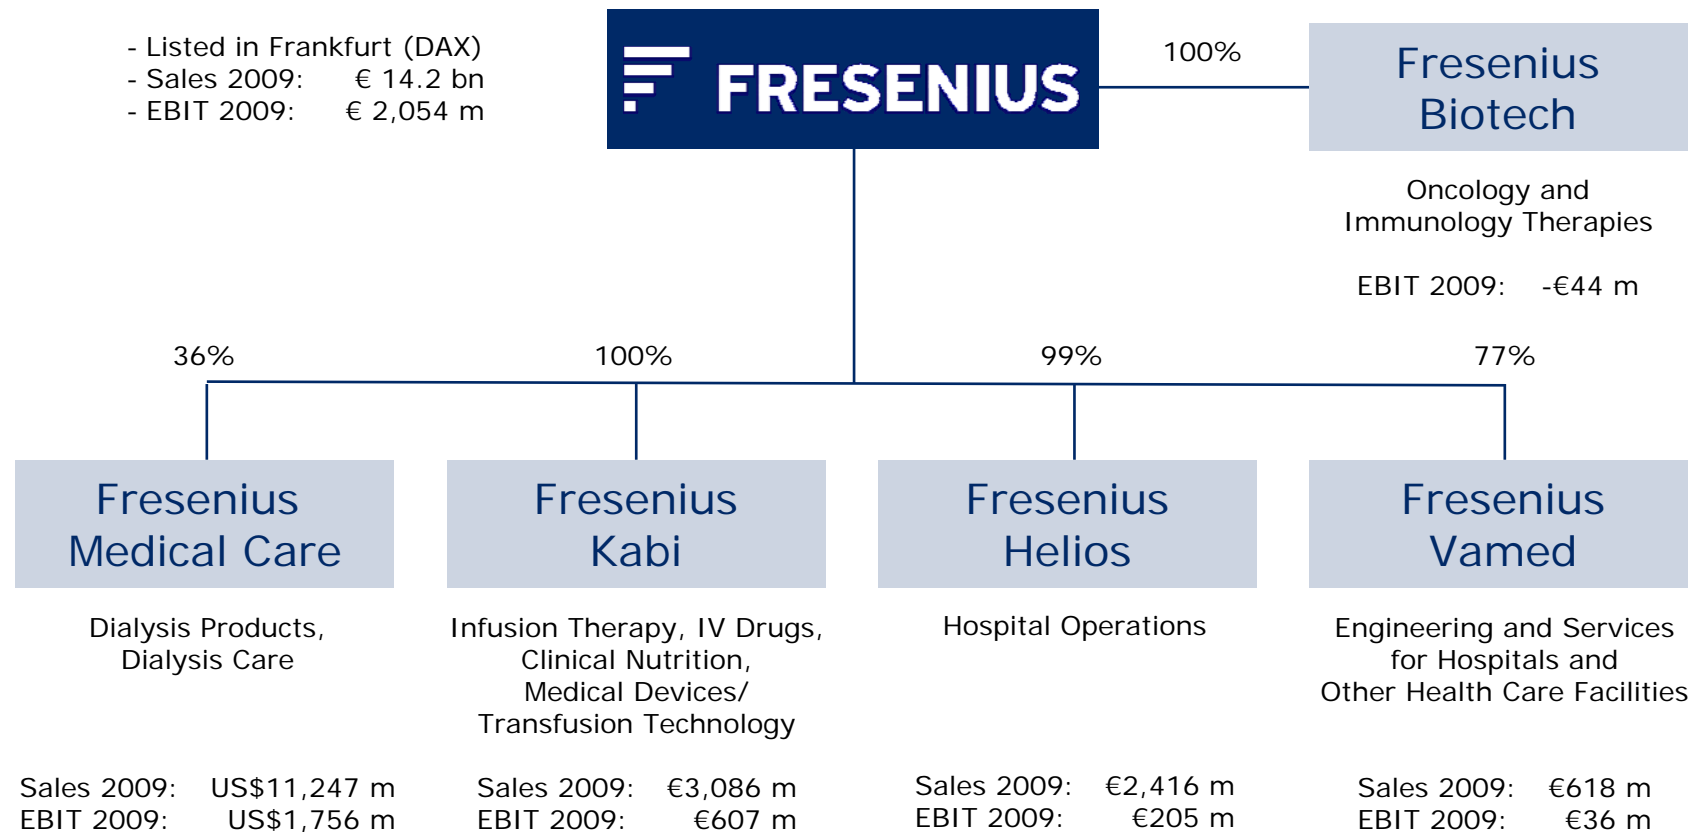 - Listed in Frankfurt (DAX)
- Sales 2009: € 14.2 bn
- EBIT 2009: € 2,054 m
FRESENIUS
100%
Fresenius
Biotech
Oncology and
Immunology Therapies
EBIT 2009: -€44 m
36%
100%
99%
77%
Fresenius
Medical Care
Dialysis Products,
Dialysis Care
Sales 2009: US$11,247 m
EBIT 2009: US$1,756 m
Fresenius
Kabi
Infusion Therapy, IV Drugs,
Clinical Nutrition,
Medical Devices/
Transfusion Technology
Sales 2009: €3,086 m
EBIT 2009: €607 m
Fresenius
Helios
Hospital Operations
Sales 2009: €2,416 m
EBIT 2009: €205 m
Fresenius
Vamed
Engineering and Services
for Hospitals and
Other Health Care Facilities
Sales 2009: €618 m
EBIT 2009: €36 m